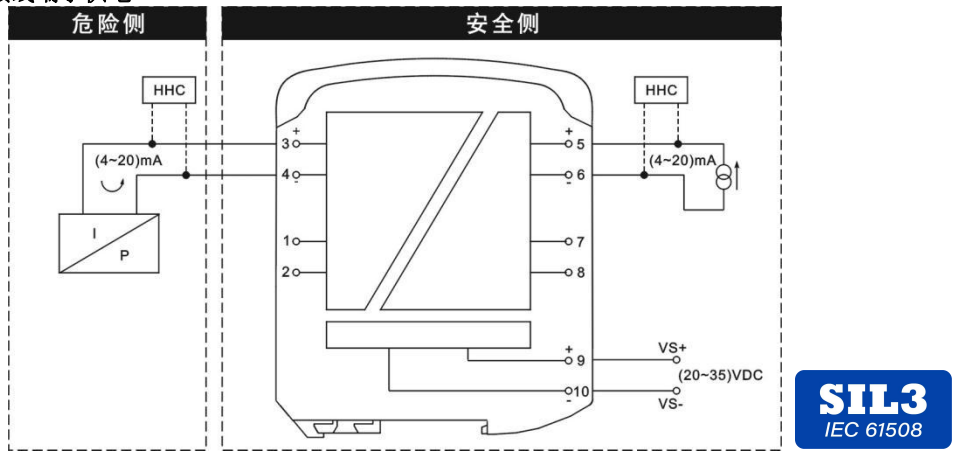 危险侧
安全侧
HHC
HHC
+
3
(4~20)mA
4
-
+
5
(4~20)mA
6
-
I
P
1
2
7
8
+
9
VS+
(20~35)VDC
10
-
VS-
SIL3
IEC 61508